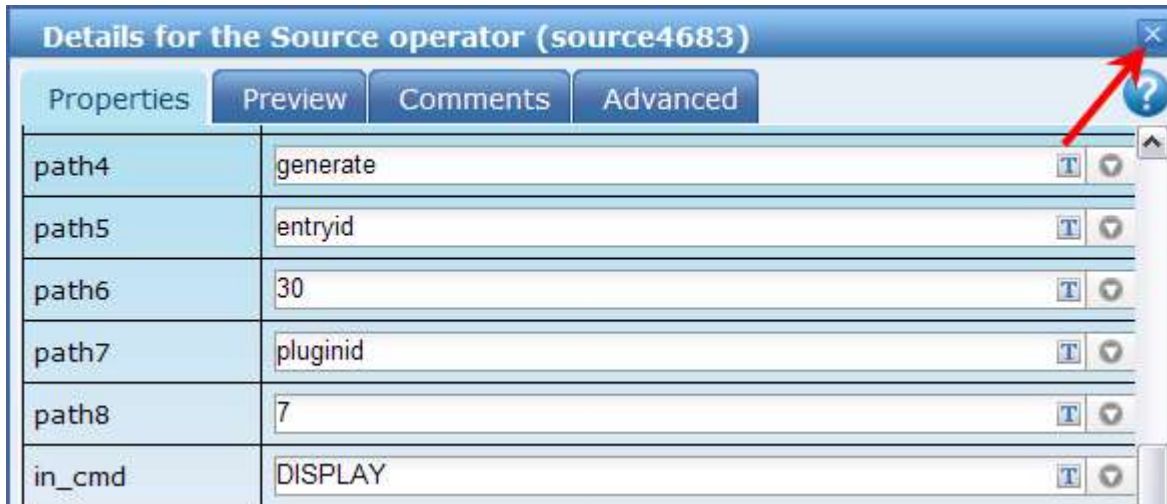 Details for the Source operator (source4683)
Properties Preview Comments Advanced ?
path4 generate T
path5 entryid T
path6 30 T
path7 pluginid T
path8 7 T
in_cmd DISPLAY T